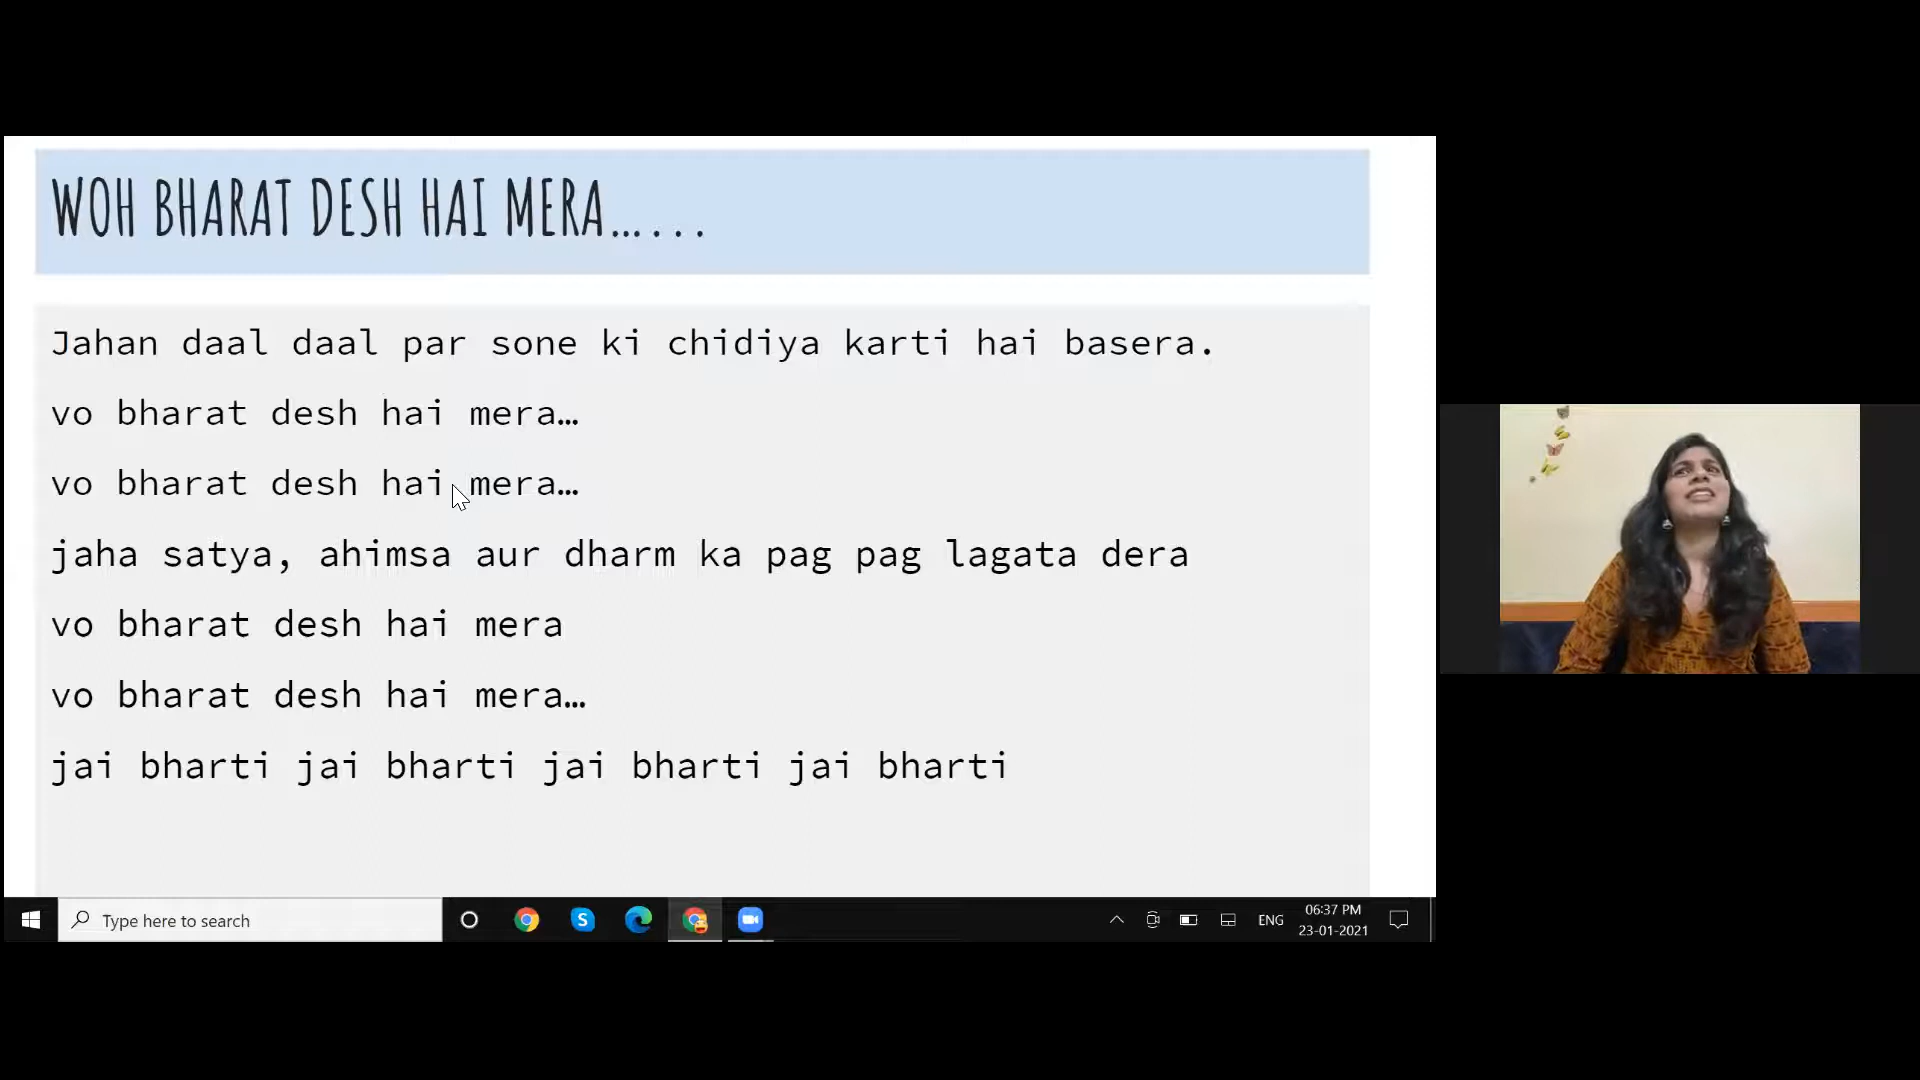 WOH BHARAT DESH HAI MERA…...
Jahan daal daal par sone ki chidiya karti hai basera.
vo bharat desh hai mera…
vo bharat desh hai mera…
jaha satya, ahimsa aur dharm ka pag pag lagata dera
vo bharat desh hai mera
vo bharat desh hai mera…
jai bharti jai bharti jai bharti jai bharti
Type here to search
ENG
06:37 PM
23-01-2021